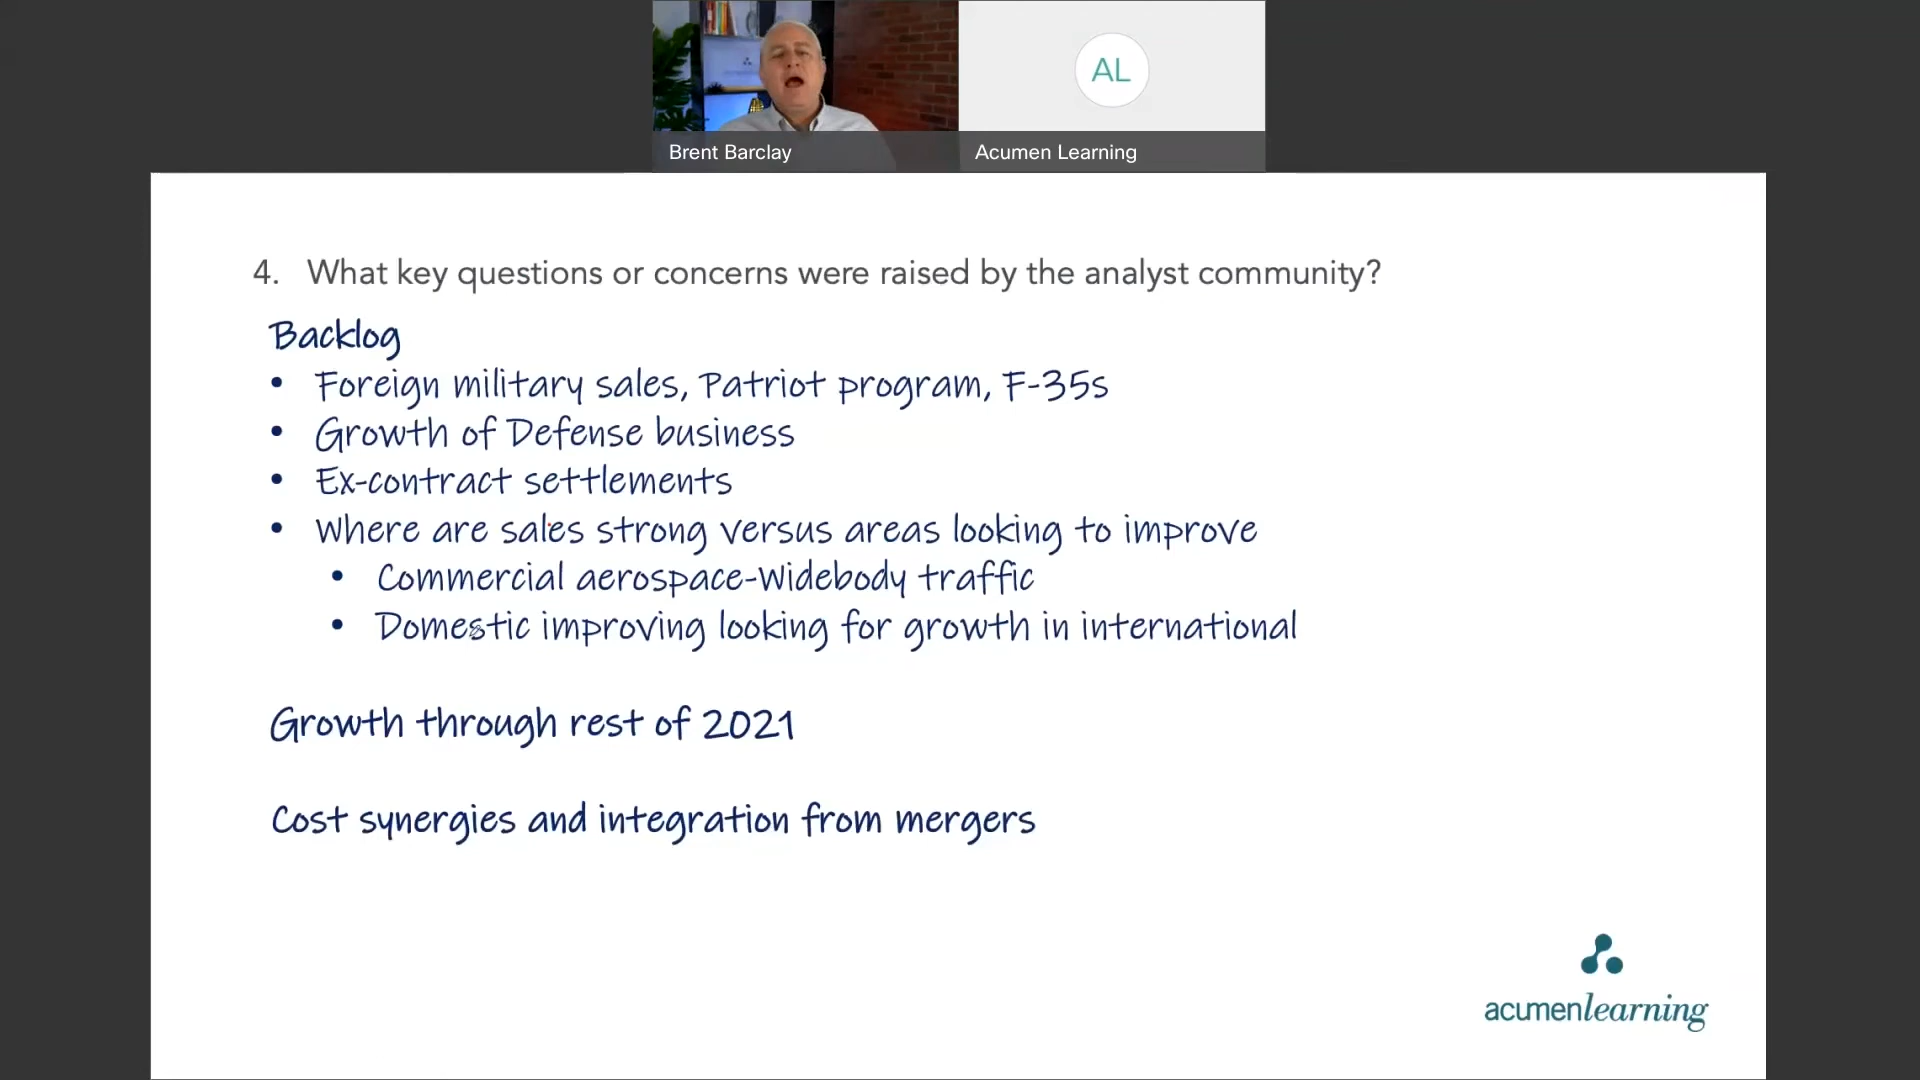 AL
Brent Barclay
Acumen Learning
4. What key questions or concerns were raised by the analyst community?
Backlog
• Foreign military sales, Patriot program, F-35s
• Growth of Defense business
• Ex-contract settlements
• Where are sales strong versus areas looking to improve
• Commercial aerospace-Widebody traffic
• Domestic improving looking for growth in international
Growth through rest of 2021
Cost synergies and integration from mergers
acumenlearning